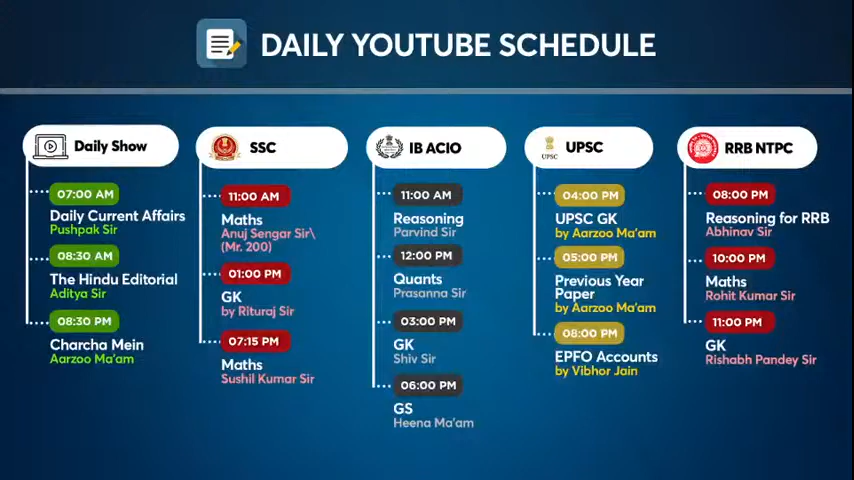 DAILY YOUTUBE SCHEDULE
Daily Show
07:00 AM
Daily Current Affairs
Pushpak Sir
08:30 AM
The Hindu Editorial
Aditya Sir
08:30 PM
Charcha Mein
Aarzoo Ma'am
SSC
11:00 AM
Maths
Anuj Sengar Sir\
(Mr. 200)
01:00 PM
GK
by Rituraj Sir
07:15 PM
Maths
Sushil Kumar Sir
IB ACIO
11:00 AM
Reasoning
Parvind Sir
12:00 PM
Quants
Prasanna Sir
03:00 PM
GK
Shiv Sir
06:00 PM
GS
Heena Ma'am
UPSC
UPSC
04:00 PM
UPSC GK
by Aarzoo Ma'am
05:00 PM
Previous Year
Paper
by Aarzoo Ma'am
08:00 PM
EPFO Accounts
by Vibhor Jain
RRB NTPC
08:00 PM
Reasoning for RRB
Abhinav Sir
10:00 PM
Maths
Rohit Kumar Sir
11:00 PM
GK
Rishabh Pandey Sir